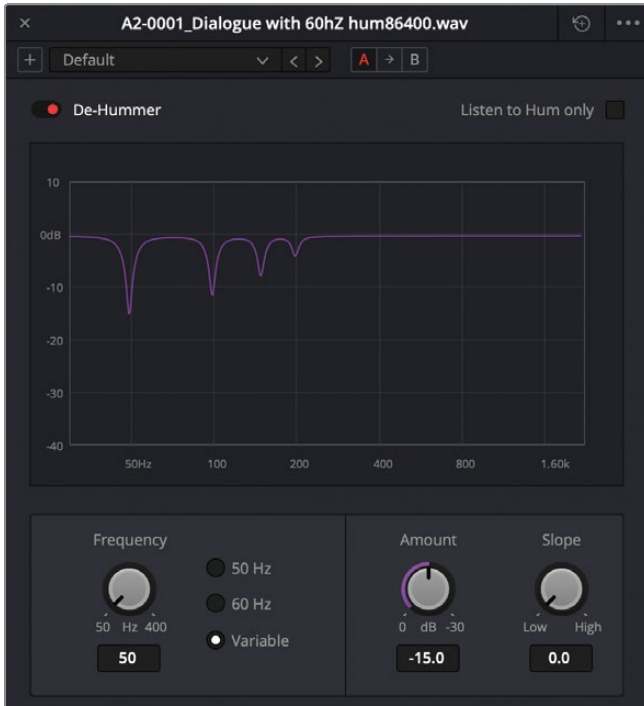 A2-0001_Dialogue with 60hZ hum86400.wav
Default A B
De-Hummer Listen to Hum only
10
0dB
-10
-20
-30
-40
50Hz 100 200 400 800 1.60k
Frequency Amount Slope
50 Hz
60 Hz
Variable
50 Hz 400 0 dB -30 Low High
50 -15.0 0.0